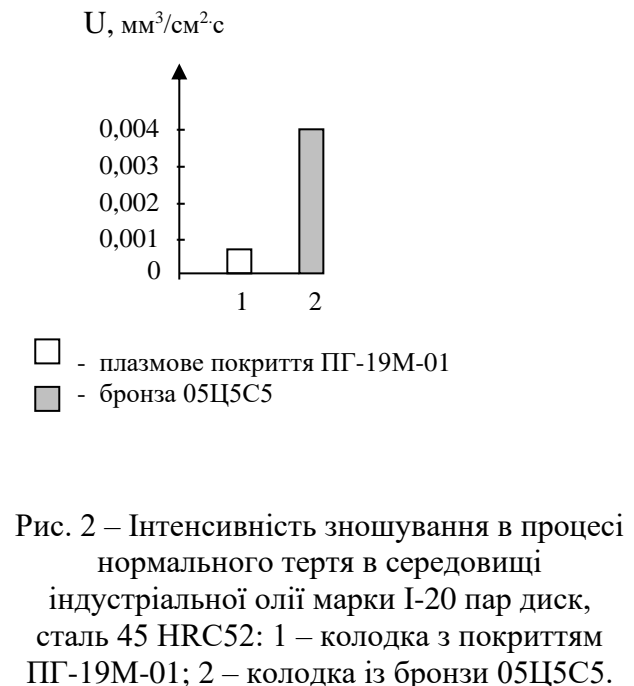 U, мм³/см²·с
0,004
0,003
0,002
0,001
0
1 2
- плазмове покриття ПГ-19М-01
- бронза 05Ц5С5
Рис. 2 – Інтенсивність зношування в процесі
нормального тертя в середовищі
індустріальної олії марки І-20 пар диск,
сталь 45 HRC52: 1 – колодка з покриттям
ПГ-19М-01; 2 – колодка із бронзи 05Ц5С5.